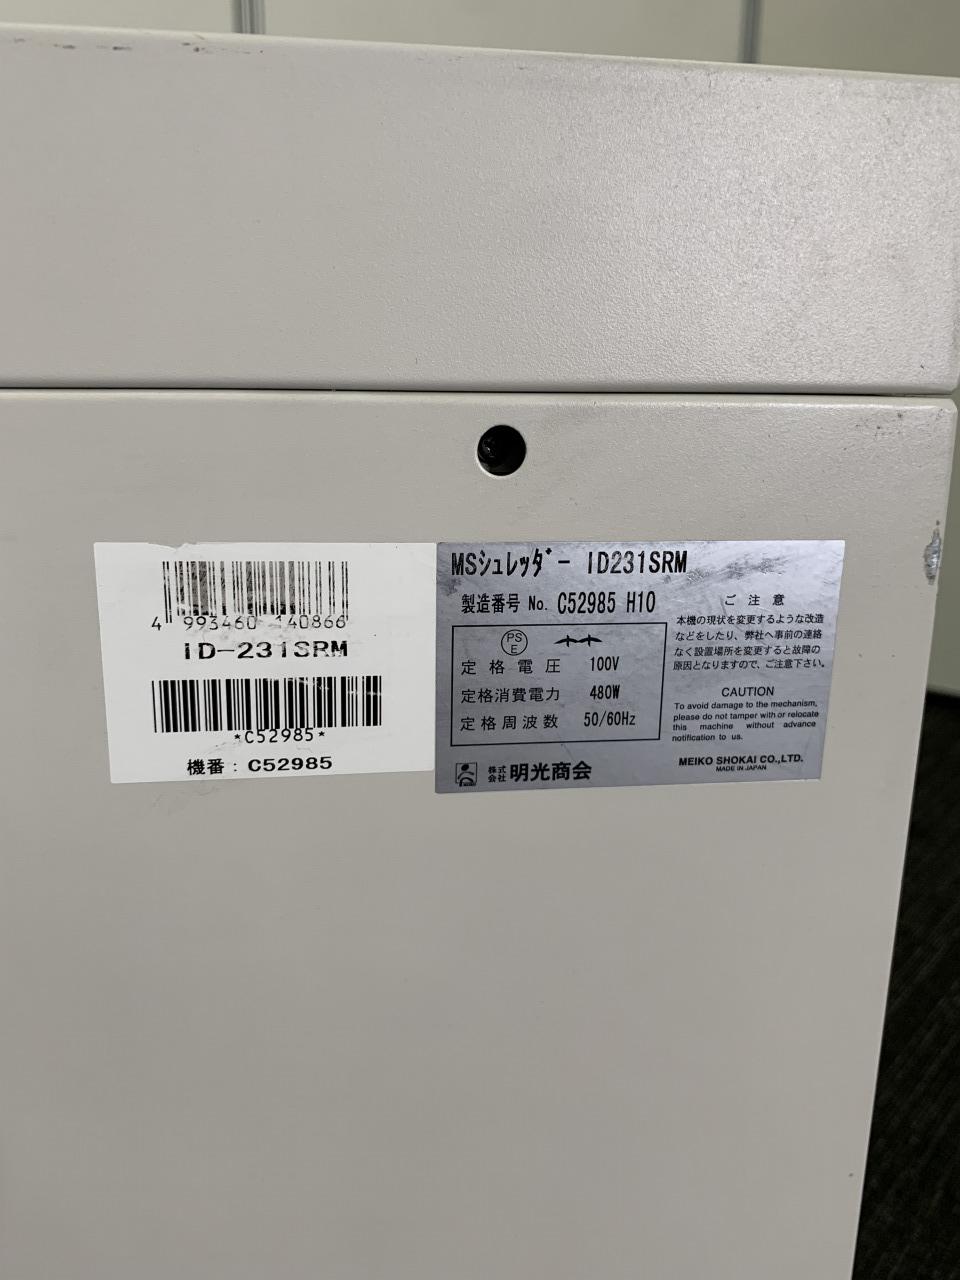 4 993460 140866
ID-231SRM
*C52985*
機番：C52985
MSシュレッダｰ ID231SRM
製造番号 No. C52985 H10
PS
E
定格電圧 100V
定格消費電力 480W
定格周波数 50/60Hz
株式会社 明光商会
ご注意
本機の現状を変更するような改造
などをしたり、弊社へ事前の連絡
なく設置場所を変更すると故障の
原因となりますので、ご注意下さい。
CAUTION
To avoid damage to the mechanism,
please do not tamper with or relocate
this machine without advance
notification to us.
MEIKO SHOKAI CO.,LTD.
MADE IN JAPAN